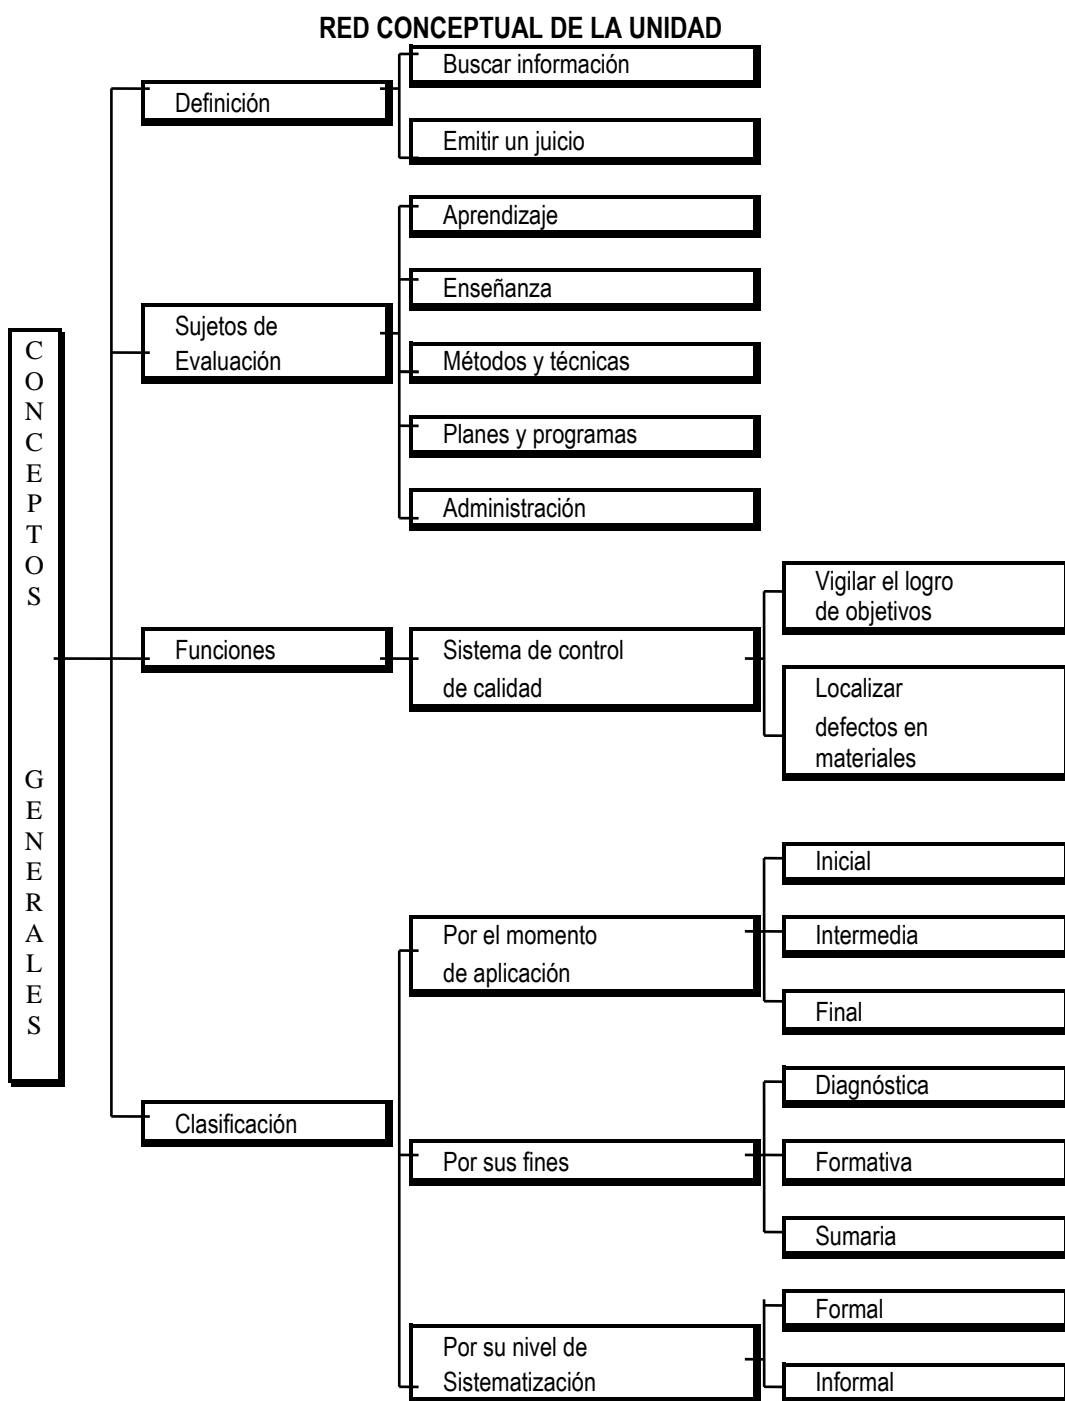 RED CONCEPTUAL DE LA UNIDAD
CONCEPTOS
GENERALES
Definición
Buscar información
Emitir un juicio
Sujetos de
Evaluación
Aprendizaje
Enseñanza
Métodos y técnicas
Planes y programas
Administración
Funciones
Sistema de control
de calidad
Vigilar el logro
de objetivos
Localizar
defectos en
materiales
Clasificación
Por el momento
de aplicación
Inicial
Intermedia
Final
Por sus fines
Diagnóstica
Formativa
Sumaria
Por su nivel de
Sistematización
Formal
Informal